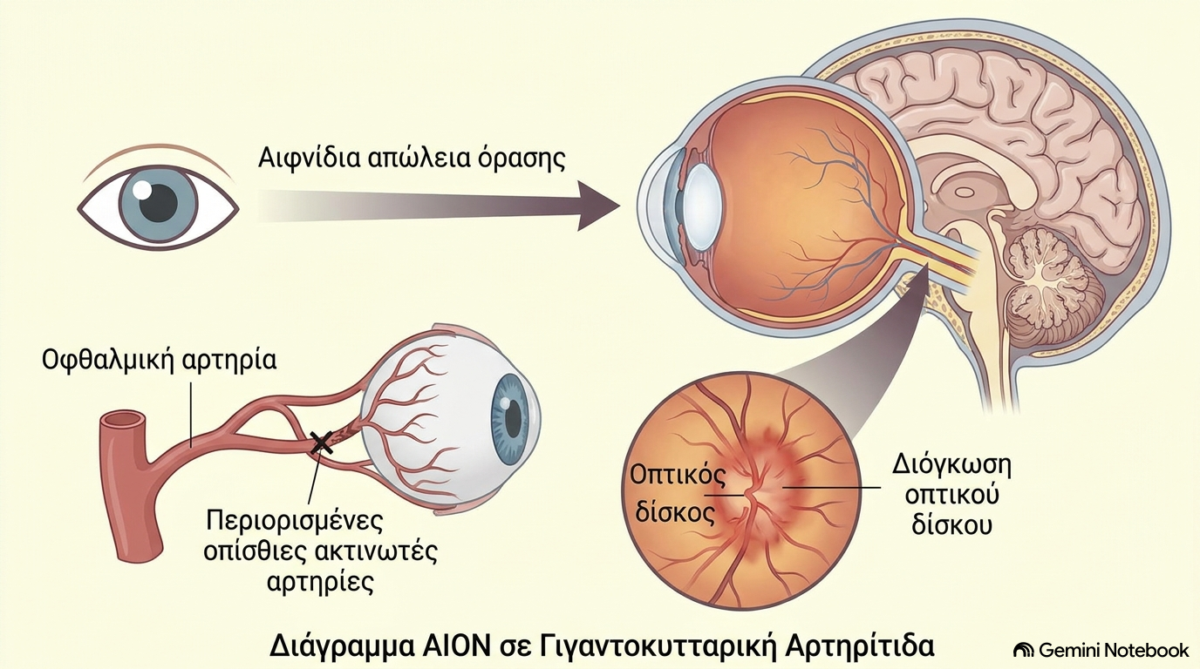 Αιφνίδια απώλεια όρασης
Οφθαλμική αρτηρία
Περιορισμένες
οπίσθιες ακτινωτές
αρτηρίες
Οπτικός
δίσκος
Διόγκωση
οπτικού
δίσκου
Διάγραμμα AION σε Γιγαντοκυτταρική Αρτηρίτιδα
Gemini Notebook